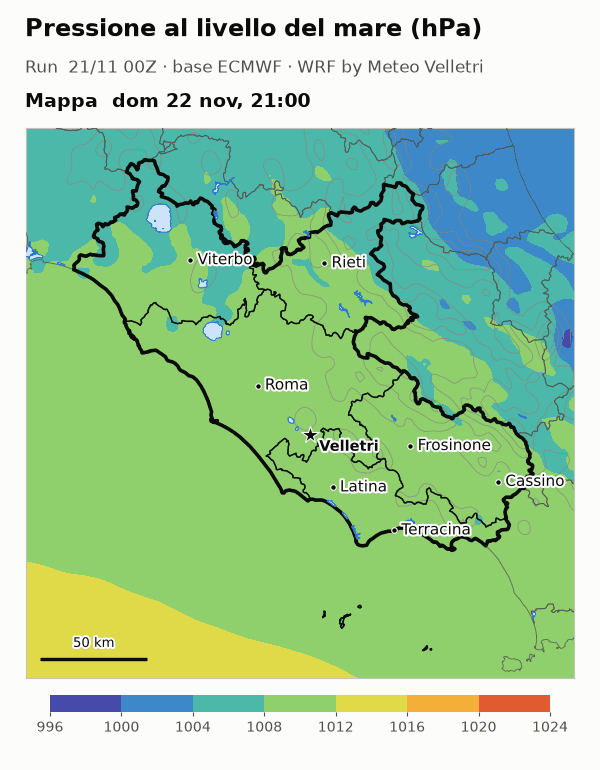 Pressione al livello del mare (hPa)
Run  21/11 00Z · base ECMWF · WRF by Meteo Velletri
Mappa  dom 22 nov, 21:00
Viterbo
Rieti
Roma
Velletri
Frosinone
Cassino
Latina
Terracina
50 km
996 1000 1004 1008 1012 1016 1020 1024